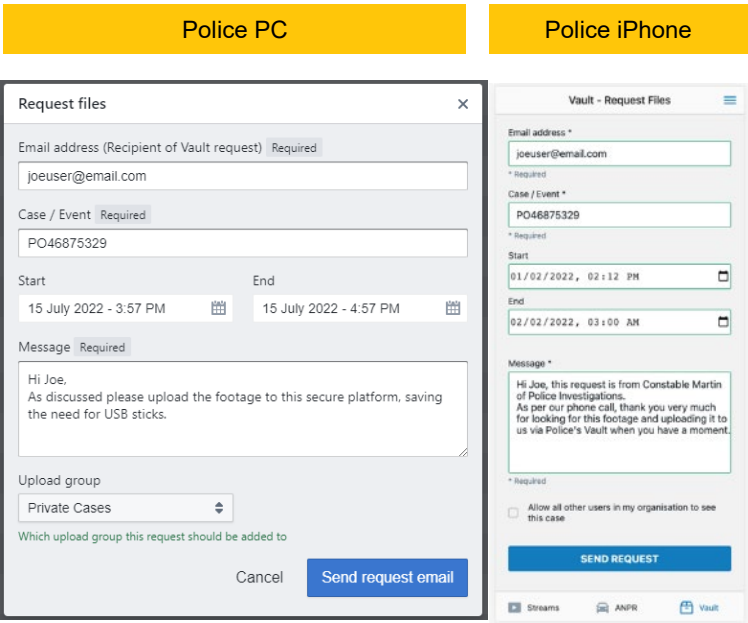 Police PC
Request files
Email address (Recipient of Vault request) Required
joeuser@email.com
Case / Event Required
PO46875329
Start
End
15 July 2022 - 3:57 PM
15 July 2022 - 4:57 PM
Message Required
Hi Joe,
As discussed please upload the footage to this secure platform, saving
the need for USB sticks.
Upload group
Private Cases
Which upload group this request should be added to
Cancel
Send request email
Police iPhone
Vault - Request Files
Email address *
joeuser@email.com
* Required
Case / Event *
PO46875329
* Required
Start
01/02/2022, 02:12 PM
End
02/02/2022, 03:00 AM
Message *
Hi Joe, this request is from Constable Martin
of Police Investigations.
As per our phone call, thank you very much
for looking for this footage and uploading it to
us via Police's Vault when you have a moment.
* Required
Allow all other users in my organisation to see
this case
SEND REQUEST
Streams
ANPR
Vault